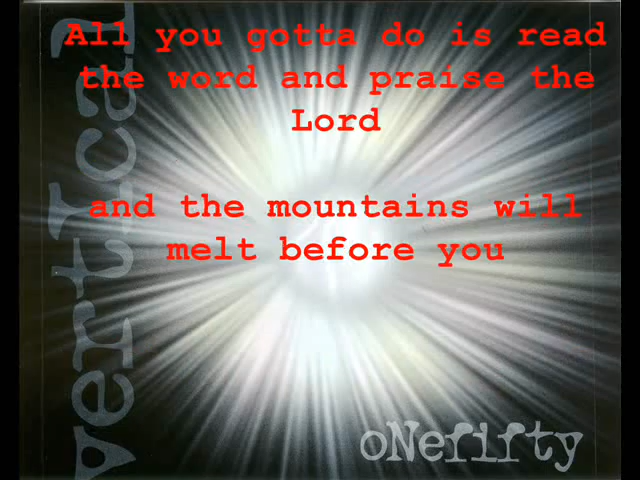 All you gotta do is read
the word and praise the
Lord
and the mountains will
melt before you
vertIcal
oNefifty